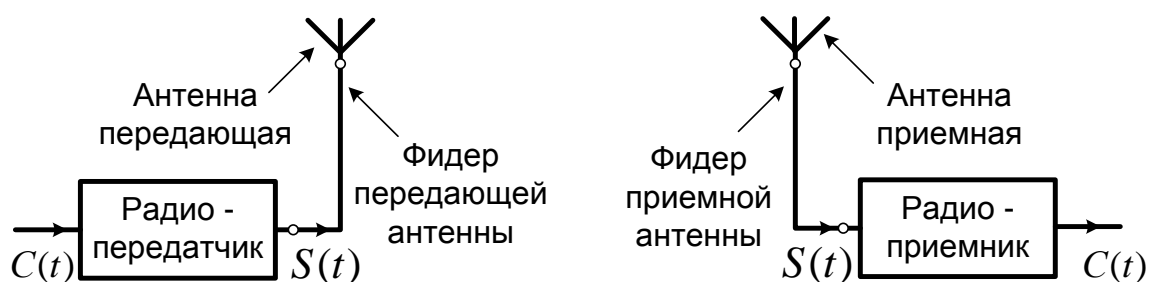 Антенна
передающая
Фидер
передающей
антенны
Радио -
передатчик
C(t)
S(t)
Антенна
приемная
Фидер
приемной
антенны
Радио -
приемник
S(t)
C(t)